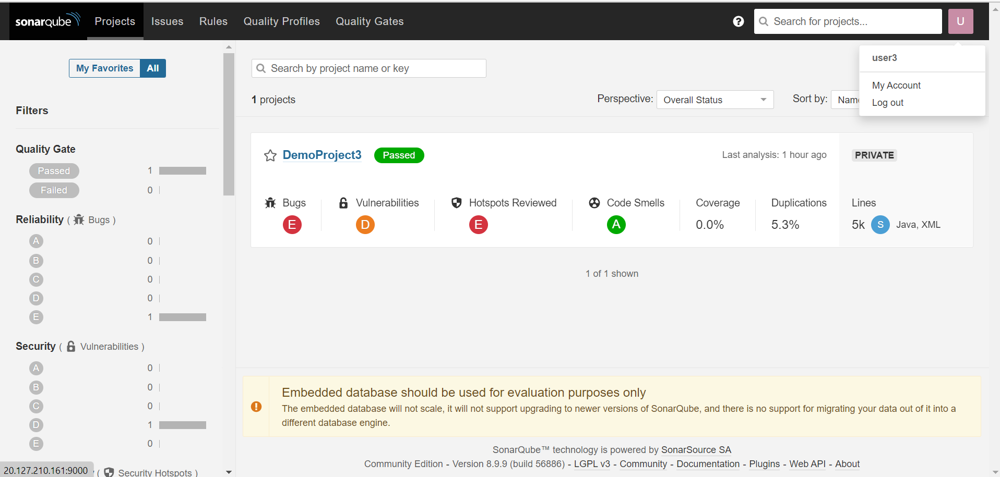 sonarqube Projects Issues Rules Quality Profiles Quality Gates ? Search for projects... U
user3
My Account
Log out
My Favorites All
Filters
Quality Gate
Passed 1
Failed 0
Reliability ( Bugs )
A 0
B 0
C 0
D 0
E 1
Security ( Vulnerabilities )
A 0
B 0
C 0
D 1
E 0
( Security Hotspots )
20.127.210.161:9000
Search by project name or key
1 projects
Perspective: Overall Status Sort by:
DemoProject3 Passed Last analysis: 1 hour ago PRIVATE
Bugs Vulnerabilities Hotspots Reviewed Code Smells Coverage Duplications Lines
E D E A 0.0% 5.3% 5k S Java, XML
1 of 1 shown
Embedded database should be used for evaluation purposes only
The embedded database will not scale, it will not support upgrading to newer versions of SonarQube, and there is no support for migrating your data out of it into a
different database engine.
SonarQube™ technology is powered by SonarSource SA
Community Edition - Version 8.9.9 (build 56886) - LGPL v3 - Community - Documentation - Plugins - Web API - About